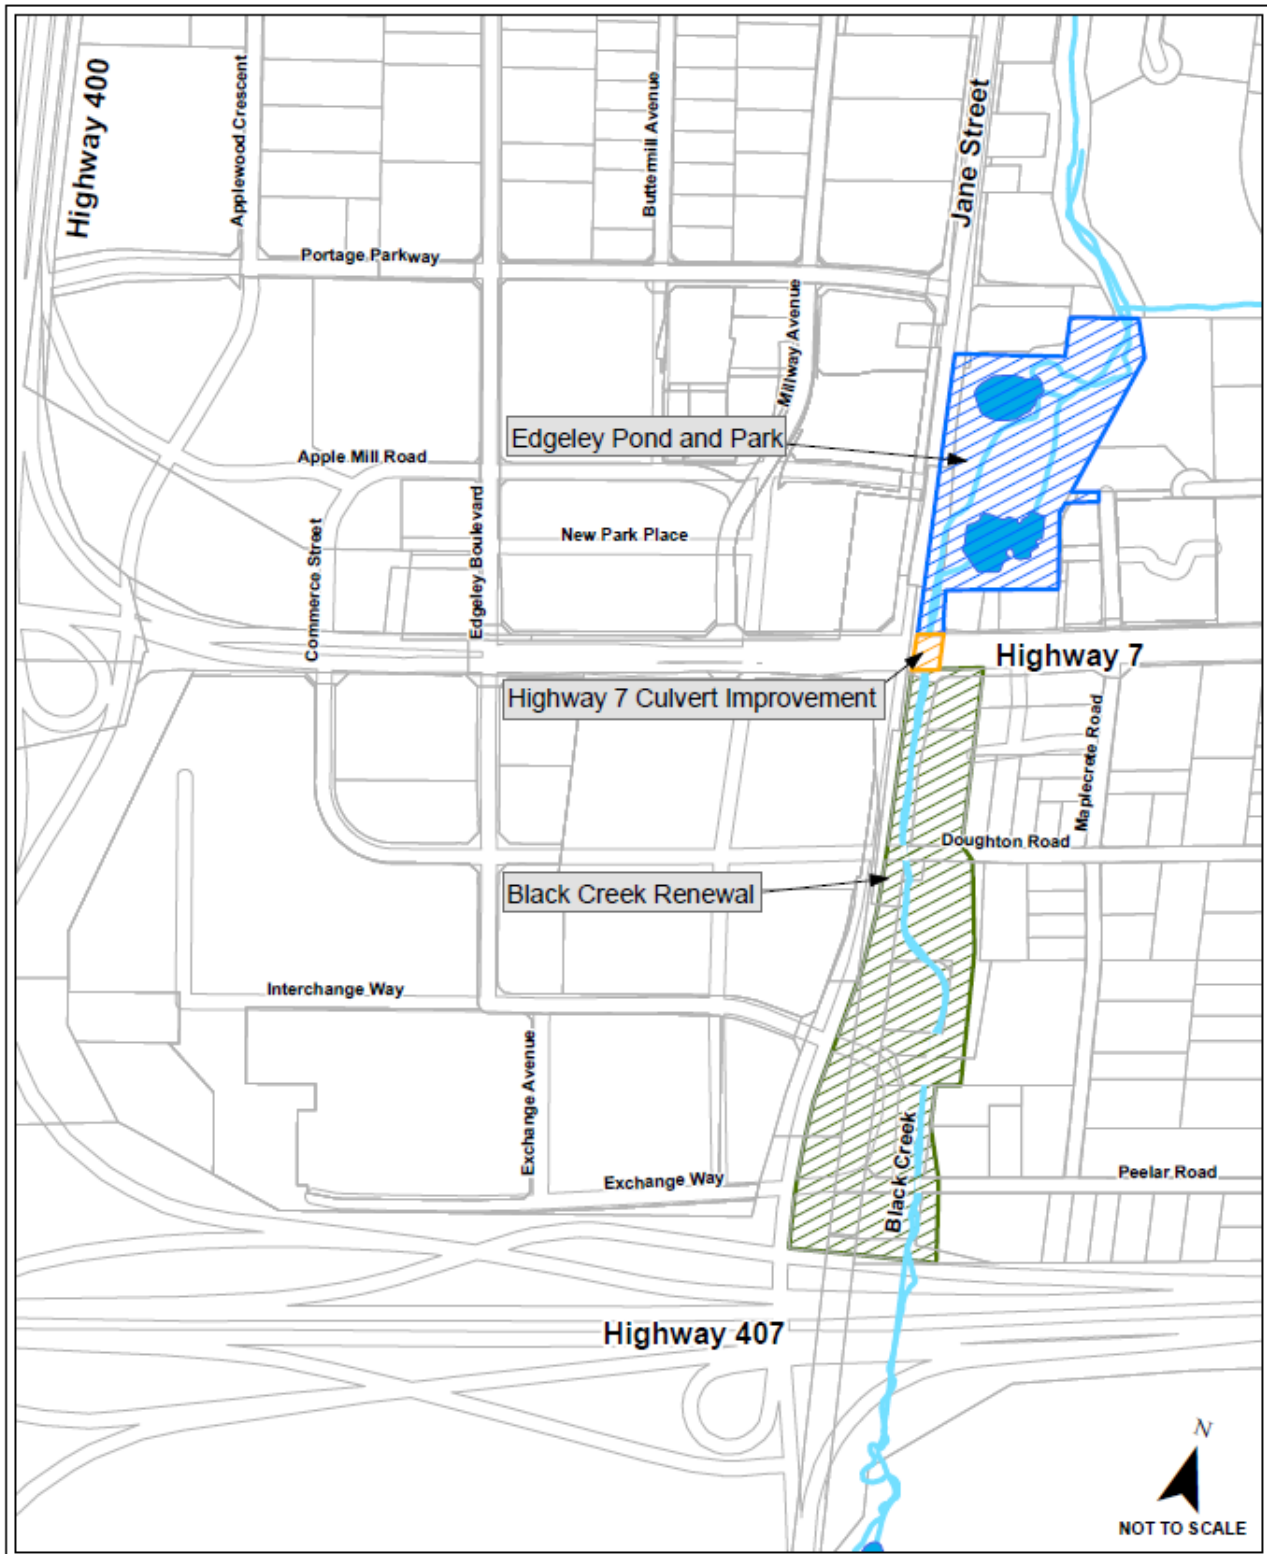 Highway 400
Applewood Crescent
Buttermill Avenue
Jane Street
Portage Parkway
Millway Avenue
Edgeley Pond and Park
Apple Mill Road
Edgeley Boulevard
New Park Place
Commerce Street
Highway 7
Highway 7 Culvert Improvement
Maplecrete Road
Doughton Road
Black Creek Renewal
Interchange Way
Exchange Avenue
Black Creek
Peelar Road
Exchange Way
Highway 407
N
NOT TO SCALE